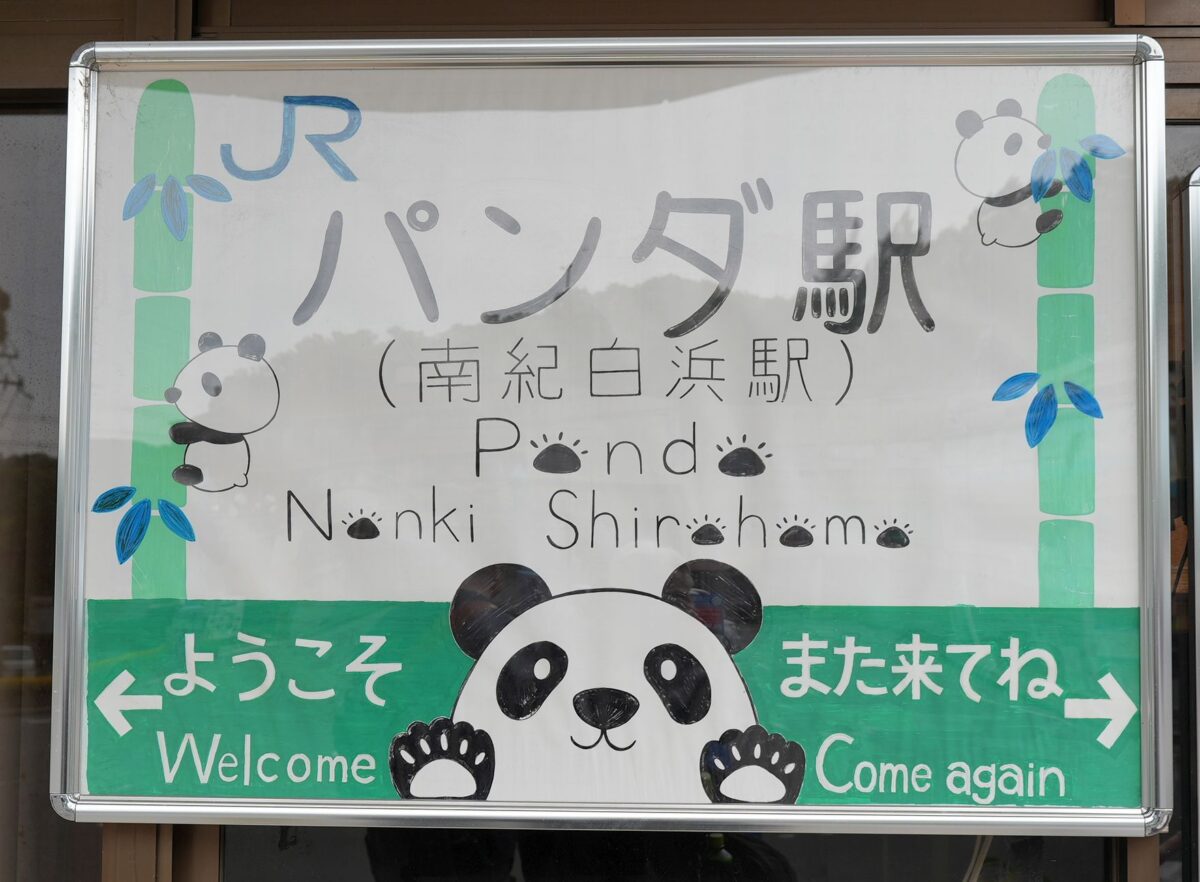 JR
パンダ駅
(南紀白浜駅)
Panda
Nanki Shirahama
← ようこそ
Welcome
また来てね →
Come again